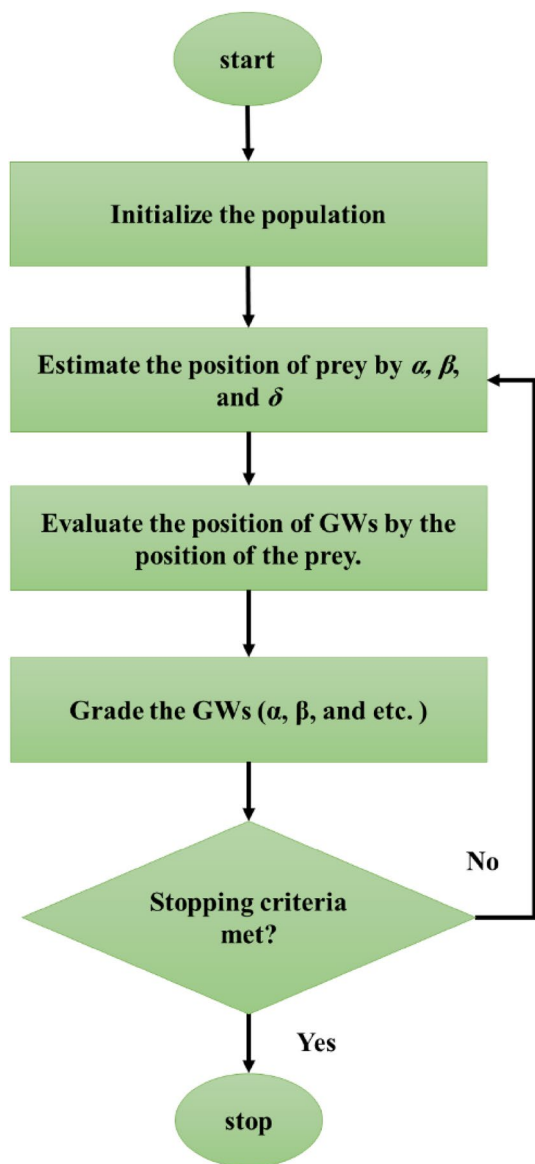 start
Initialize the population
Estimate the position of prey by α, β,
and δ
Evaluate the position of GWs by the
position of the prey.
Grade the GWs (α, β, and etc. )
Stopping criteria
met?
No
Yes
stop